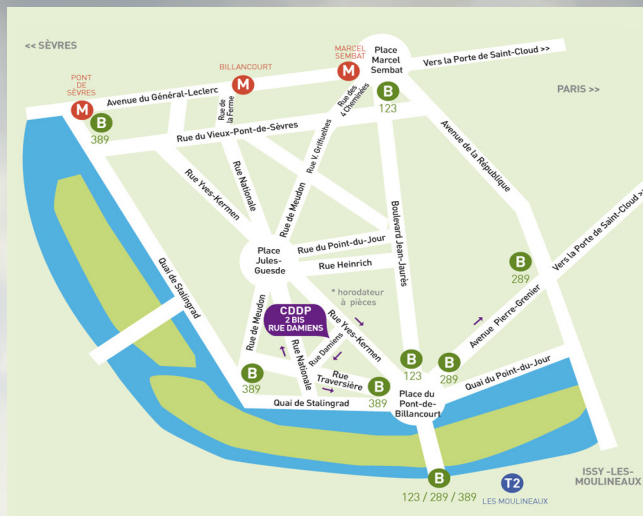 << SÈVRES
PONT
DE
SÈVRES
M
B
389
BILLANCOURT
M
MARCEL
SEMBAT
M
Place
Marcel
Sembat
B
123
Vers la Porte de Saint-Cloud >>
PARIS >>
Avenue du Général-Leclerc
Rue de
la Ferme
Rue des
4 Cheminées
Rue du Vieux-Pont-de-Sèvres
Rue V. Griffuelhes
Avenue de la République
Rue Yves-Kermen
Rue Nationale
Rue de Meudon
Boulevard Jean-Jaurès
Place
Jules-
Guesde
Rue du Point-du-Jour
Rue Heinrich
Quai de Stalingrad
B
289
Vers la Porte de Saint-Cloud >>
* horodateur
à pièces
CDDP
2 BIS
RUE DAMIENS
Rue de Meudon
Rue Nationale
Rue Damiens
Rue Yves-Kermen
Avenue Pierre-Grenier
B
389
Rue
Traversière
B
389
B
123
B
289
Quai du Point-du-Jour
Quai de Stalingrad
Place du
Pont-de-
Billancourt
B
123 / 289 / 389
T2
LES MOULINEAUX
ISSY -LES-
MOULINEAUX